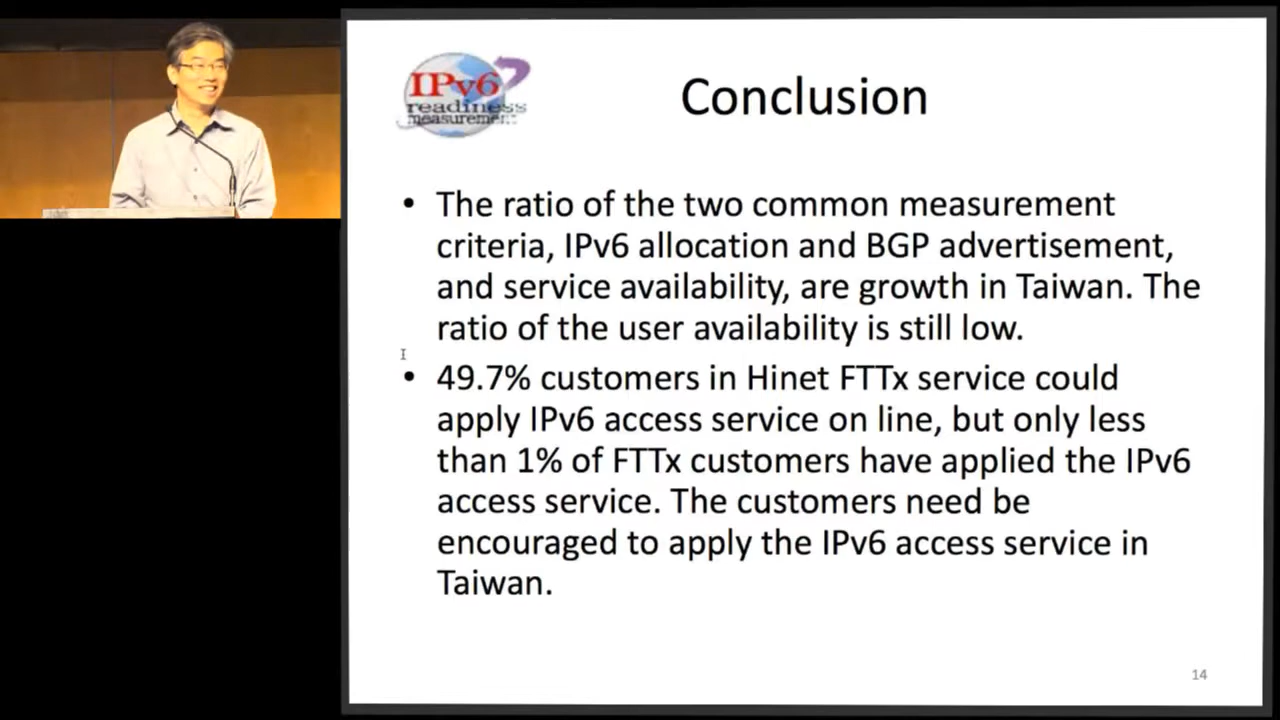 IPv6
readiness
measurement
Conclusion
• The ratio of the two common measurement
criteria, IPv6 allocation and BGP advertisement,
and service availability, are growth in Taiwan. The
ratio of the user availability is still low.
• 49.7% customers in Hinet FTTx service could
apply IPv6 access service on line, but only less
than 1% of FTTx customers have applied the IPv6
access service. The customers need be
encouraged to apply the IPv6 access service in
Taiwan.
14